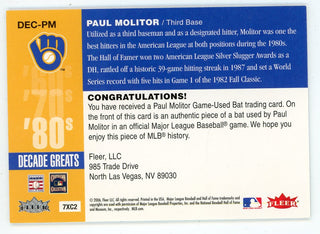 DEC-PM
PAUL MOLITOR / Third Base
Utilized as a third baseman and as a designated hitter, Molitor was one
the best hitters in the American League at both positions during the 1980s.
The Hall of Famer won two American League Silver Slugger Awards as a
DH, rattled off a historic 39-game hitting streak in 1987 and set a World
Series record with five hits in Game 1 of the 1982 Fall Classic.
'70s
'80s
DECADE GREATS
CONGRATULATIONS!
You have received a Paul Molitor Game-Used Bat trading card. On
the front of this card is an authentic piece of a bat used by Paul
Molitor in an official Major League Baseball® game. We hope you
enjoy this piece of MLB® history.
Fleer, LLC
985 Trade Drive
North Las Vegas, NV 89030
7XC2
FLEER